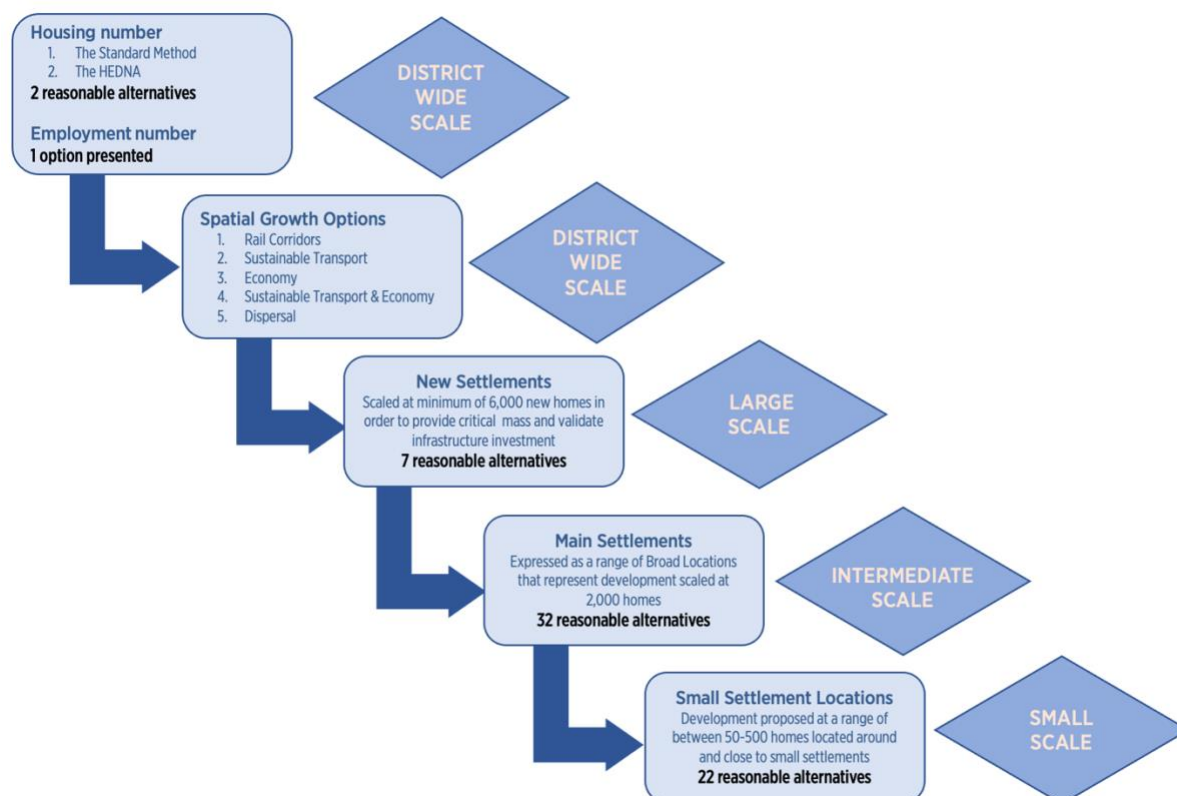 Housing number
1. The Standard Method
2. The HEDNA
2 reasonable alternatives
Employment number
1 option presented
DISTRICT
WIDE
SCALE
Spatial Growth Options
1. Rail Corridors
2. Sustainable Transport
3. Economy
4. Sustainable Transport & Economy
5. Dispersal
DISTRICT
WIDE
SCALE
New Settlements
Scaled at minimum of 6,000 new homes in
order to provide critical mass and validate
infrastructure investment
7 reasonable alternatives
LARGE
SCALE
Main Settlements
Expressed as a range of Broad Locations
that represent development scaled at
2,000 homes
32 reasonable alternatives
INTERMEDIATE
SCALE
Small Settlement Locations
Development proposed at a range of
between 50-500 homes located around
and close to small settlements
22 reasonable alternatives
SMALL
SCALE